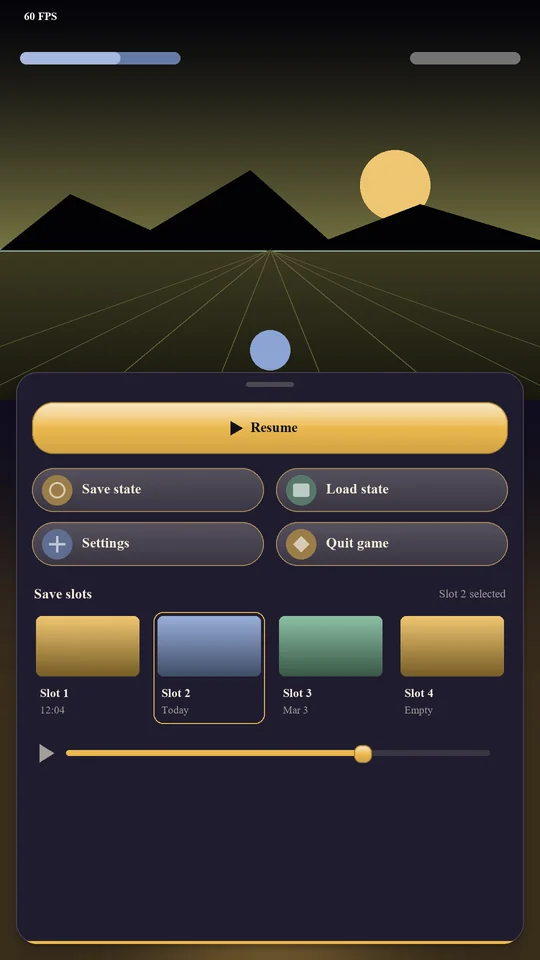 60 FPS
Resume
Save state
Load state
Settings
Quit game
Save slots
Slot 2 selected
Slot 1
Slot 2
Slot 3
Slot 4
12:04
Today
Mar 3
Empty